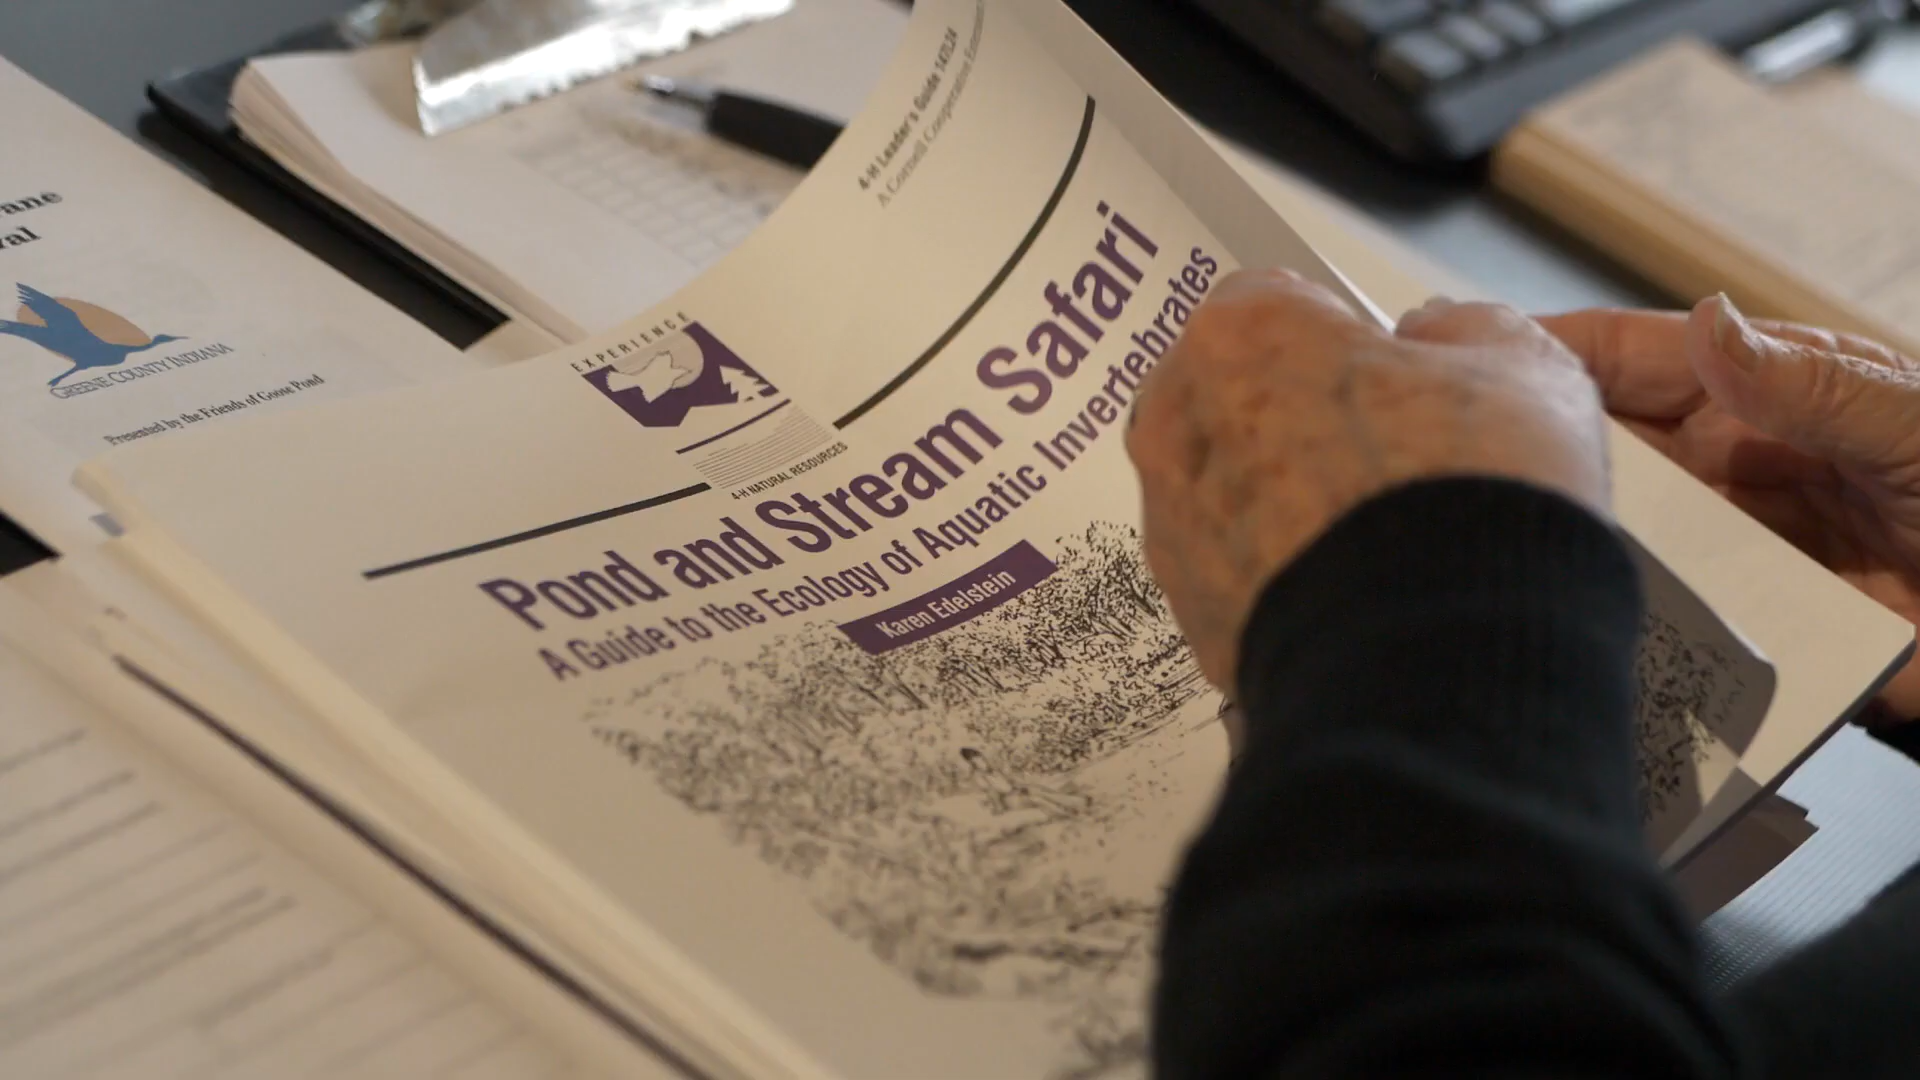 ane
val
GREENE COUNTY INDIANA
Presented by the Friends of Goose Pond
4-H Leader's Guide 147L24
A Cornell Cooperative
EXPERIENCE
4-H NATURAL RESOURCES
Pond and Stream Safari
A Guide to the Ecology of Aquatic Invertebrates
Karen Edelstein